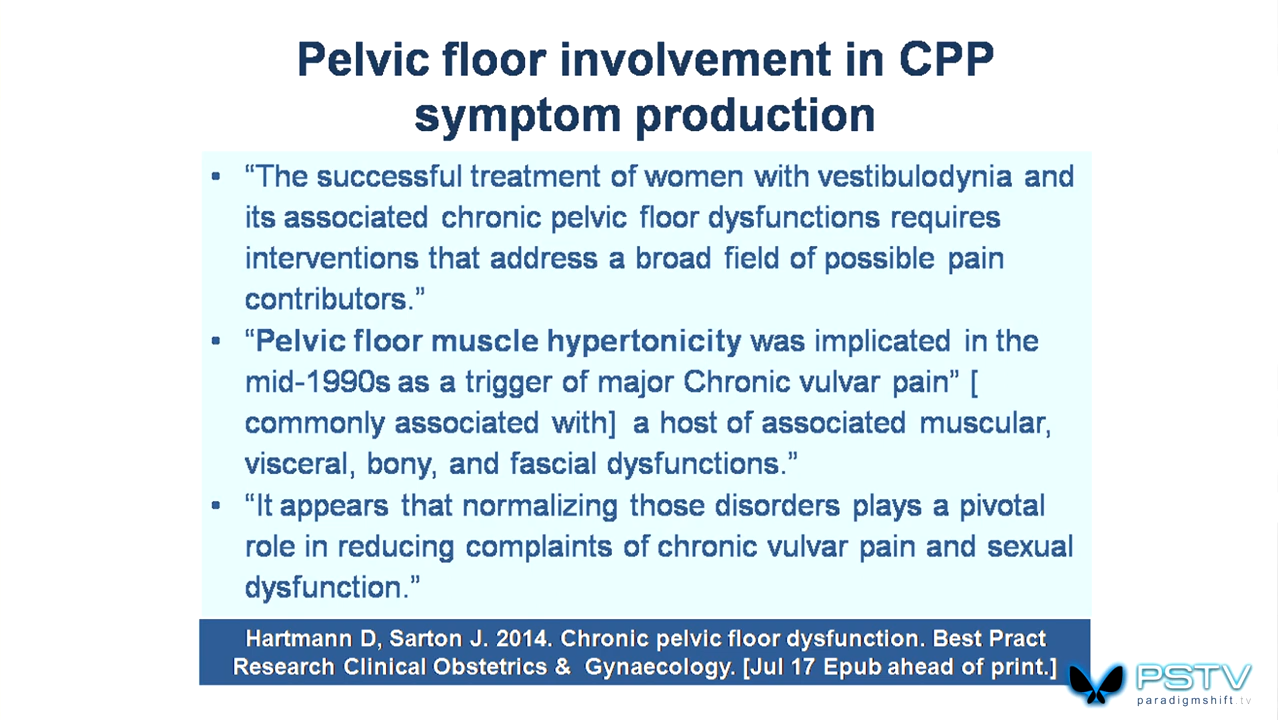 Pelvic floor involvement in CPP
symptom production
• “The successful treatment of women with vestibulodynia and
its associated chronic pelvic floor dysfunctions requires
interventions that address a broad field of possible pain
contributors.”
• “Pelvic floor muscle hypertonicity was implicated in the
mid-1990s as a trigger of major Chronic vulvar pain” [
commonly associated with] a host of associated muscular,
visceral, bony, and fascial dysfunctions.”
• “It appears that normalizing those disorders plays a pivotal
role in reducing complaints of chronic vulvar pain and sexual
dysfunction.”
Hartmann D, Sarton J. 2014. Chronic pelvic floor dysfunction. Best Pract
Research Clinical Obstetrics & Gynaecology. [Jul 17 Epub ahead of print.]
PSTV
paradigmshift.tv